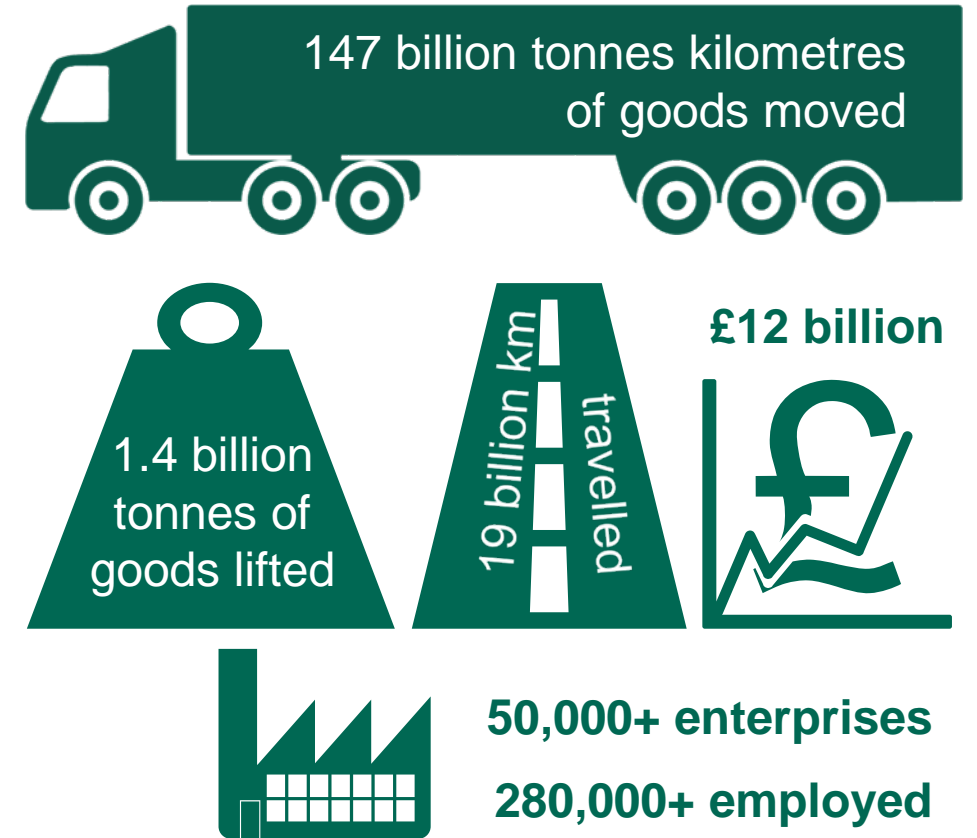 147 billion tonnes kilometres
of goods moved
1.4 billion
tonnes of
goods lifted
19 billion km
travelled
£12 billion
£
50,000+ enterprises
280,000+ employed